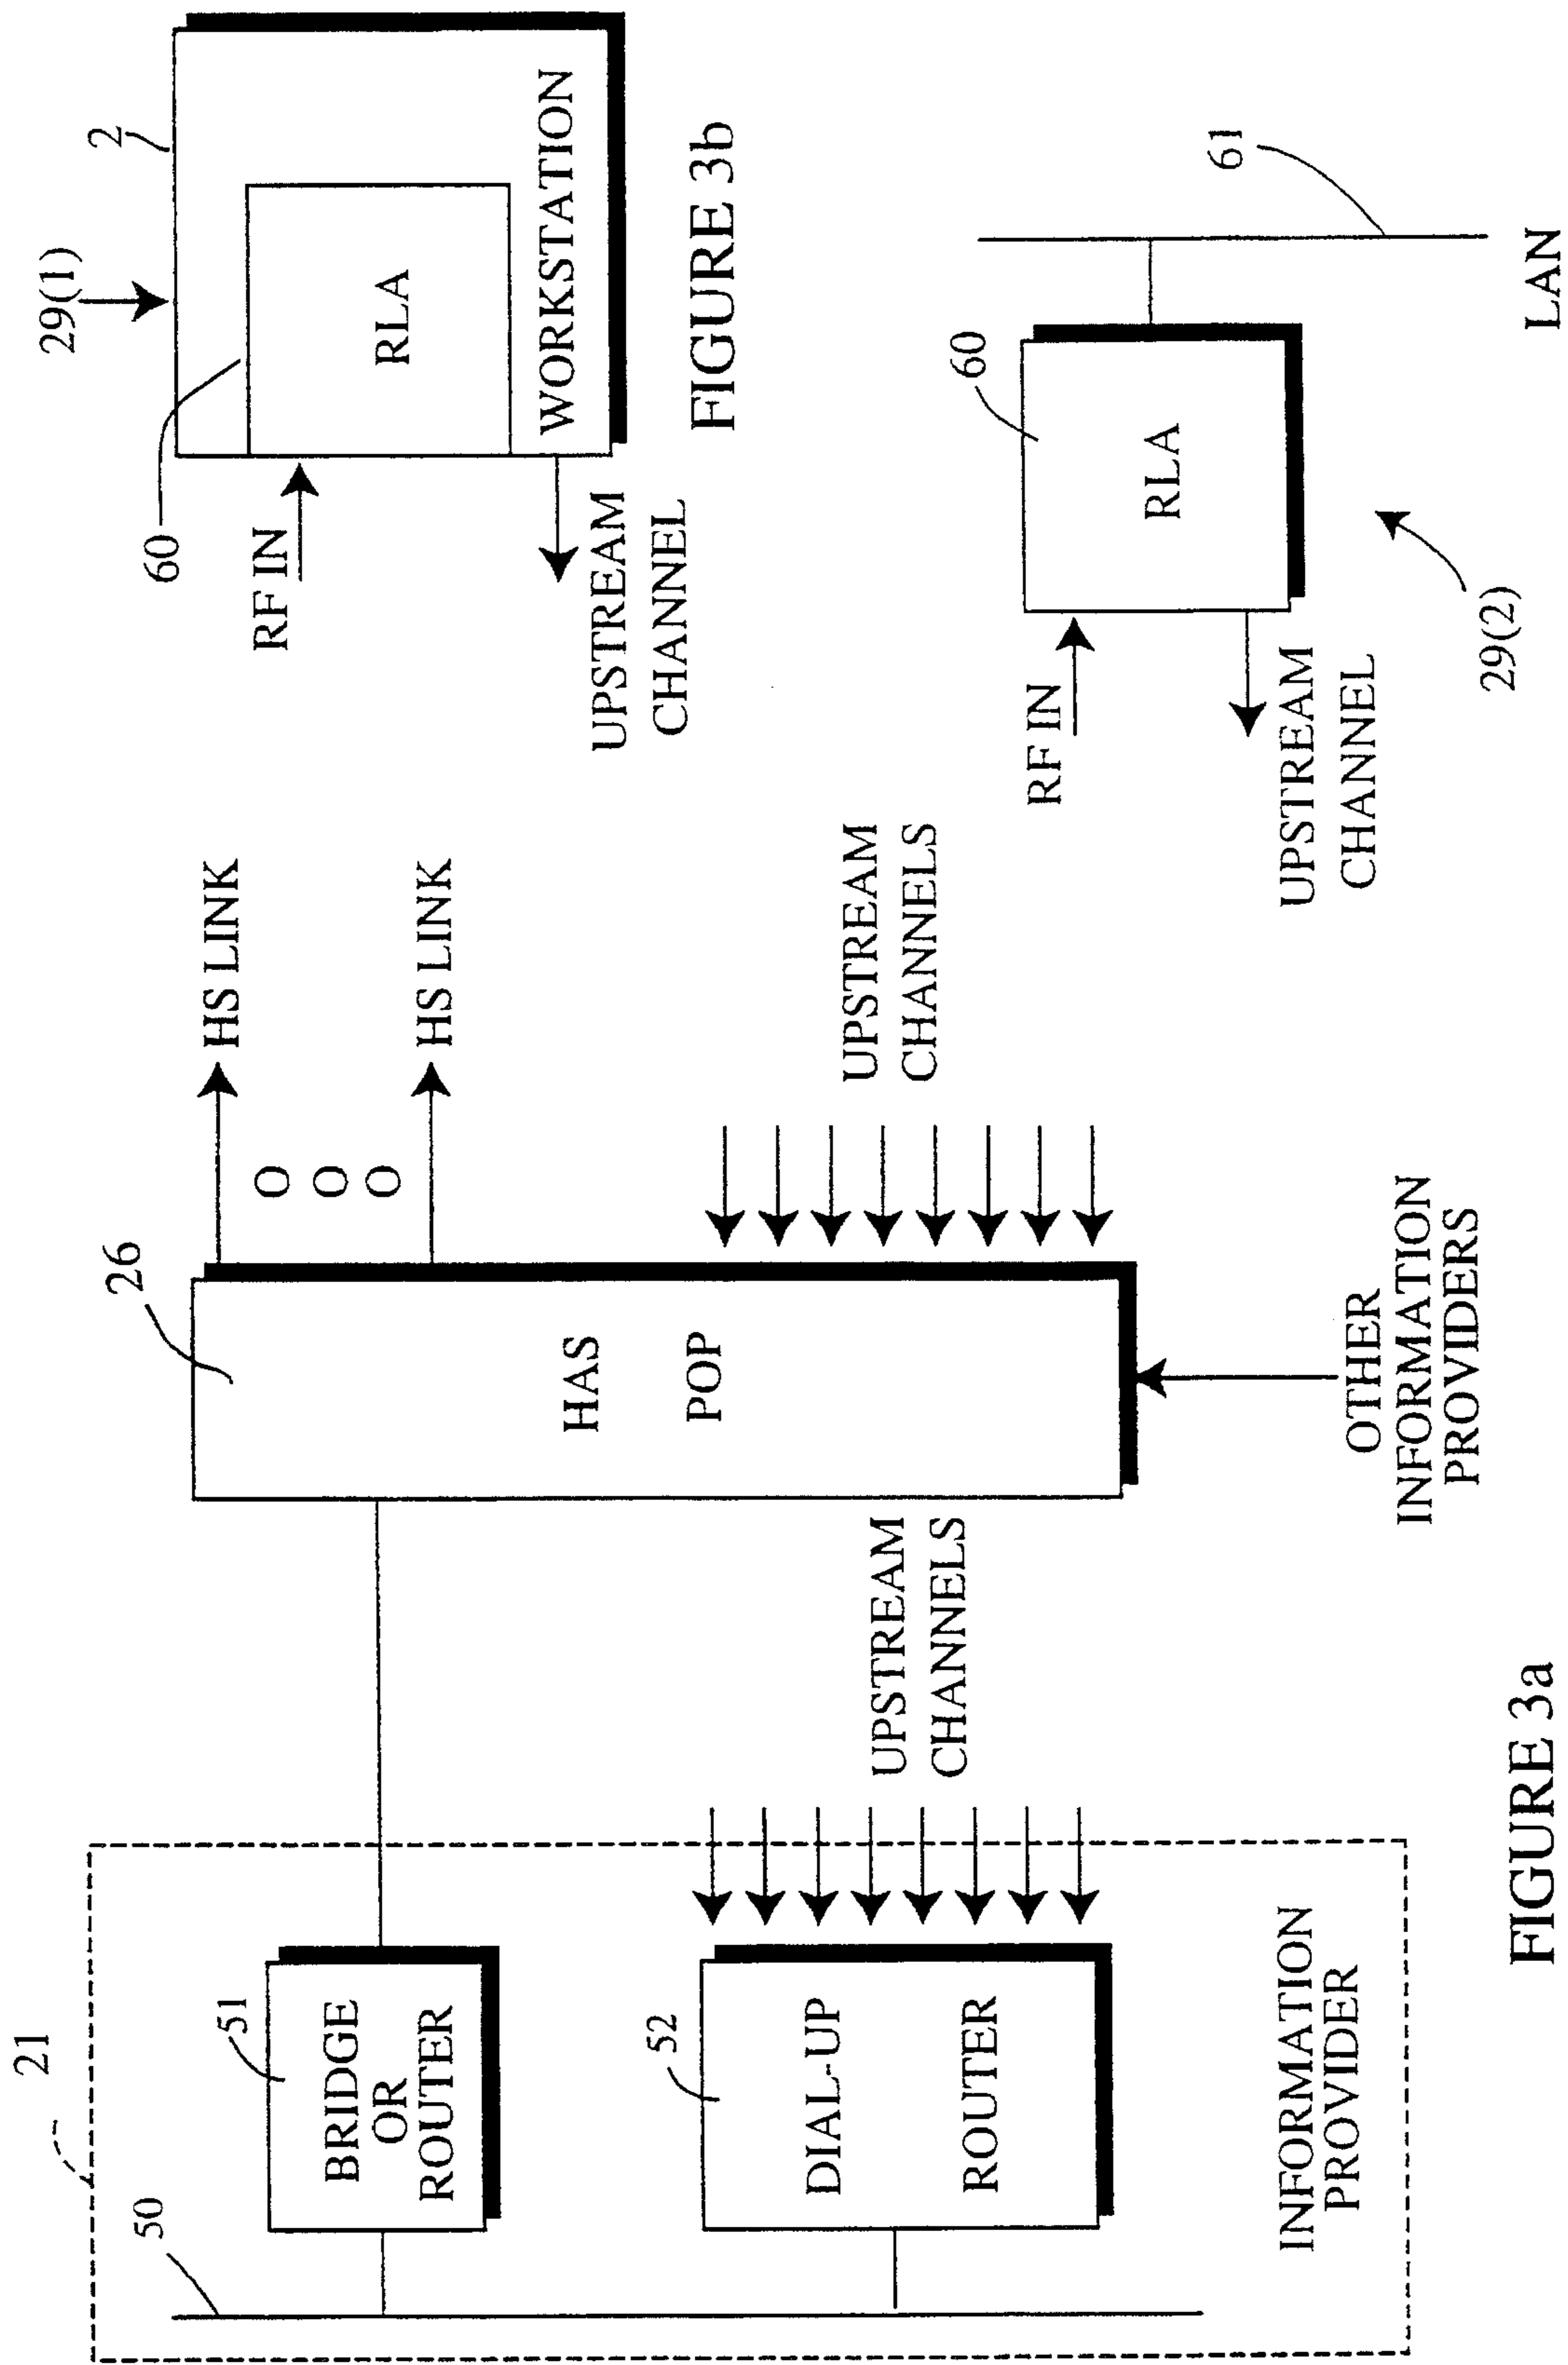 21
50
51
BRIDGE
OR
ROUTER
52
DIAL-UP
ROUTER
INFORMATION
PROVIDER
UPSTREAM
CHANNELS
26
HAS
POP
OTHER
INFORMATION
PROVIDERS
HS LINK
O
O
O
HS LINK
UPSTREAM
CHANNELS
FIGURE 3a
29(1)
2
60
RLA
WORKSTATION
RF IN
UPSTREAM
CHANNEL
FIGURE 3b
60
RLA
RF IN
UPSTREAM
CHANNEL
29(2)
61
LAN